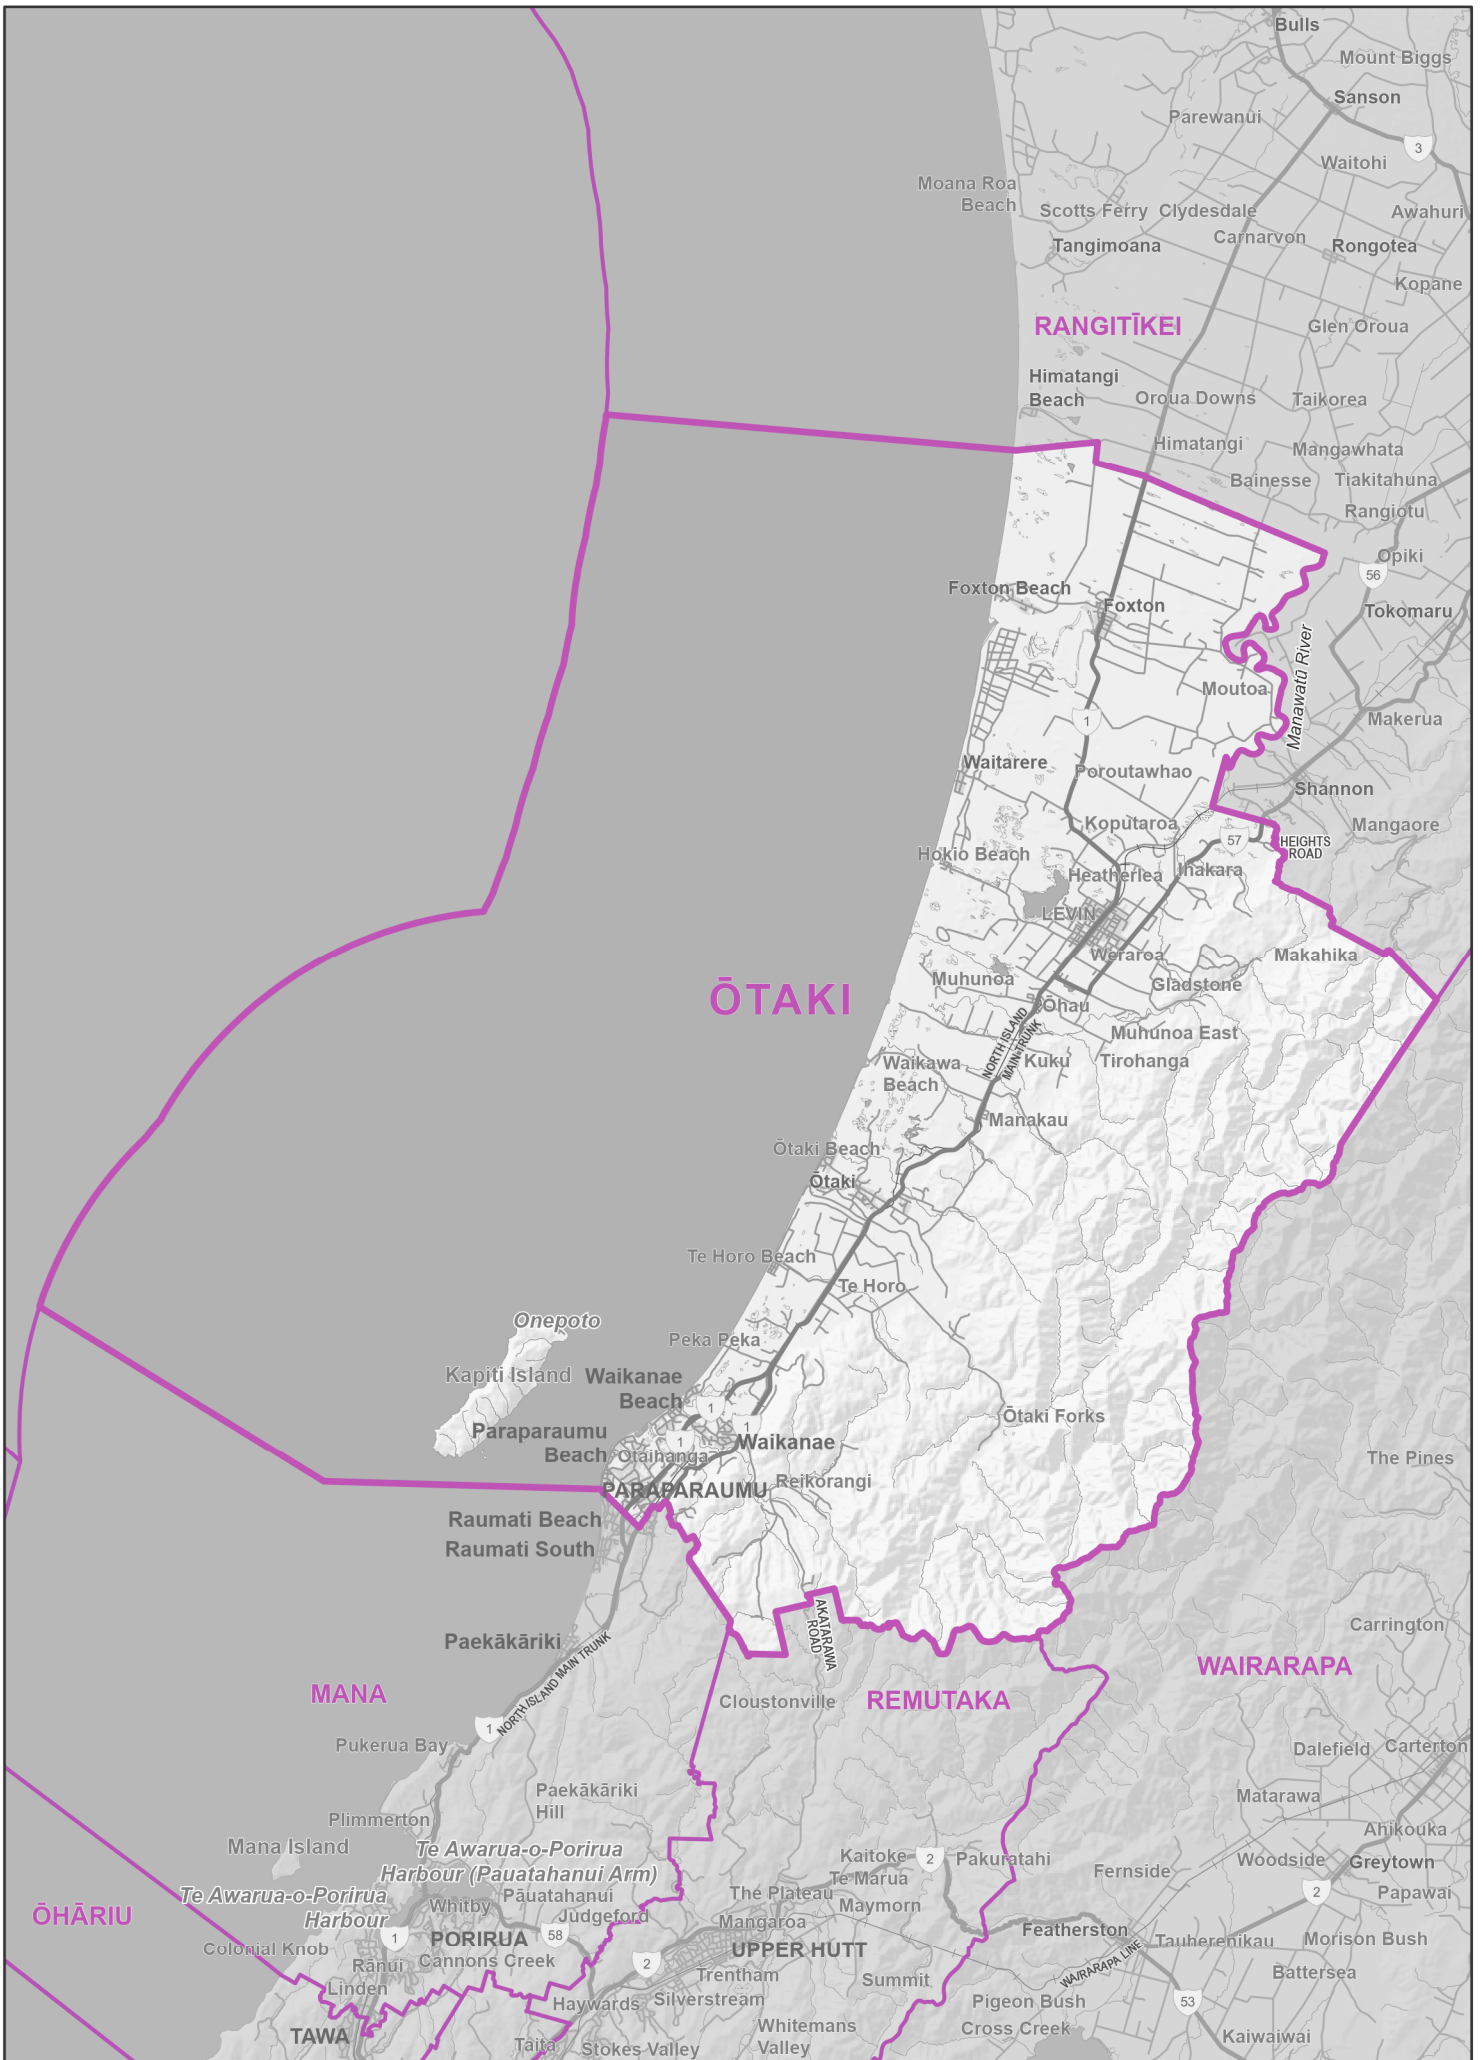 Bulls
Mount Biggs
Sanson
Parewanui
3
Waitohi
Moana Roa
Beach
Scotts Ferry
Clydesdale
Awahuri
Tangimoana
Carnarvon
Rongotea
Kopane
RANGITĪKEI
Glen Oroua
Himatangi
Beach
Oroua Downs
Taikorea
Himatangi
Mangawhata
Bainesse
Tiakitahuna
Rangiotu
Opiki
56
Foxton Beach
Foxton
Tokomaru
Manawatū River
Moutoa
1
Makerua
Waitarere
Poroutawhao
Shannon
Koputaroa
Mangaore
57
HEIGHTS
ROAD
Hokio Beach
Heatherlea
Ihakara
LEVIN
Weraroa
Makahika
Muhunoa
Gladstone
ŌTAKI
Ōhau
NORTH ISLAND
MAIN TRUNK
Muhunoa East
Kuku
Tirohanga
Waikawa
Beach
Manakau
Ōtaki Beach
Ōtaki
Te Horo Beach
Te Horo
Onepoto
Peka Peka
Kapiti Island
Waikanae
Beach
1
1
1
Ōtaki Forks
Paraparaumu
Beach
Otaihanga
Waikanae
The Pines
Reikorangi
PARAPARAUMU
Raumati Beach
Raumati South
AKATARAWA
ROAD
Carrington
Paekākāriki
NORTH ISLAND MAIN TRUNK
WAIRARAPA
MANA
Cloustonville
REMUTAKA
1
Pukerua Bay
Dalefield
Carterton
Paekākāriki
Hill
Matarawa
Plimmerton
Ahikouka
Mana Island
Te Awarua-o-Porirua
Harbour (Pauatahanui Arm)
Kaitoke
2
Pakuratahi
Woodside
Greytown
Te Marua
Fernside
Te Awarua-o-Porirua
Harbour
Pāuatahanui
The Plateau
2
Papawai
Whitby
Maymorn
ŌHĀRIU
Judgeford
Mangaroa
Featherston
1
PORIRUA
58
UPPER HUTT
Tauherenikau
Morison Bush
Colonial Knob
Cannons Creek
2
WAIRARAPA LINE
Rānui
Trentham
Summit
Battersea
Linden
Haywards
Silverstream
Pigeon Bush
53
TAWA
Taita
Stokes Valley
Whitemans
Valley
Cross Creek
Kaiwaiwai